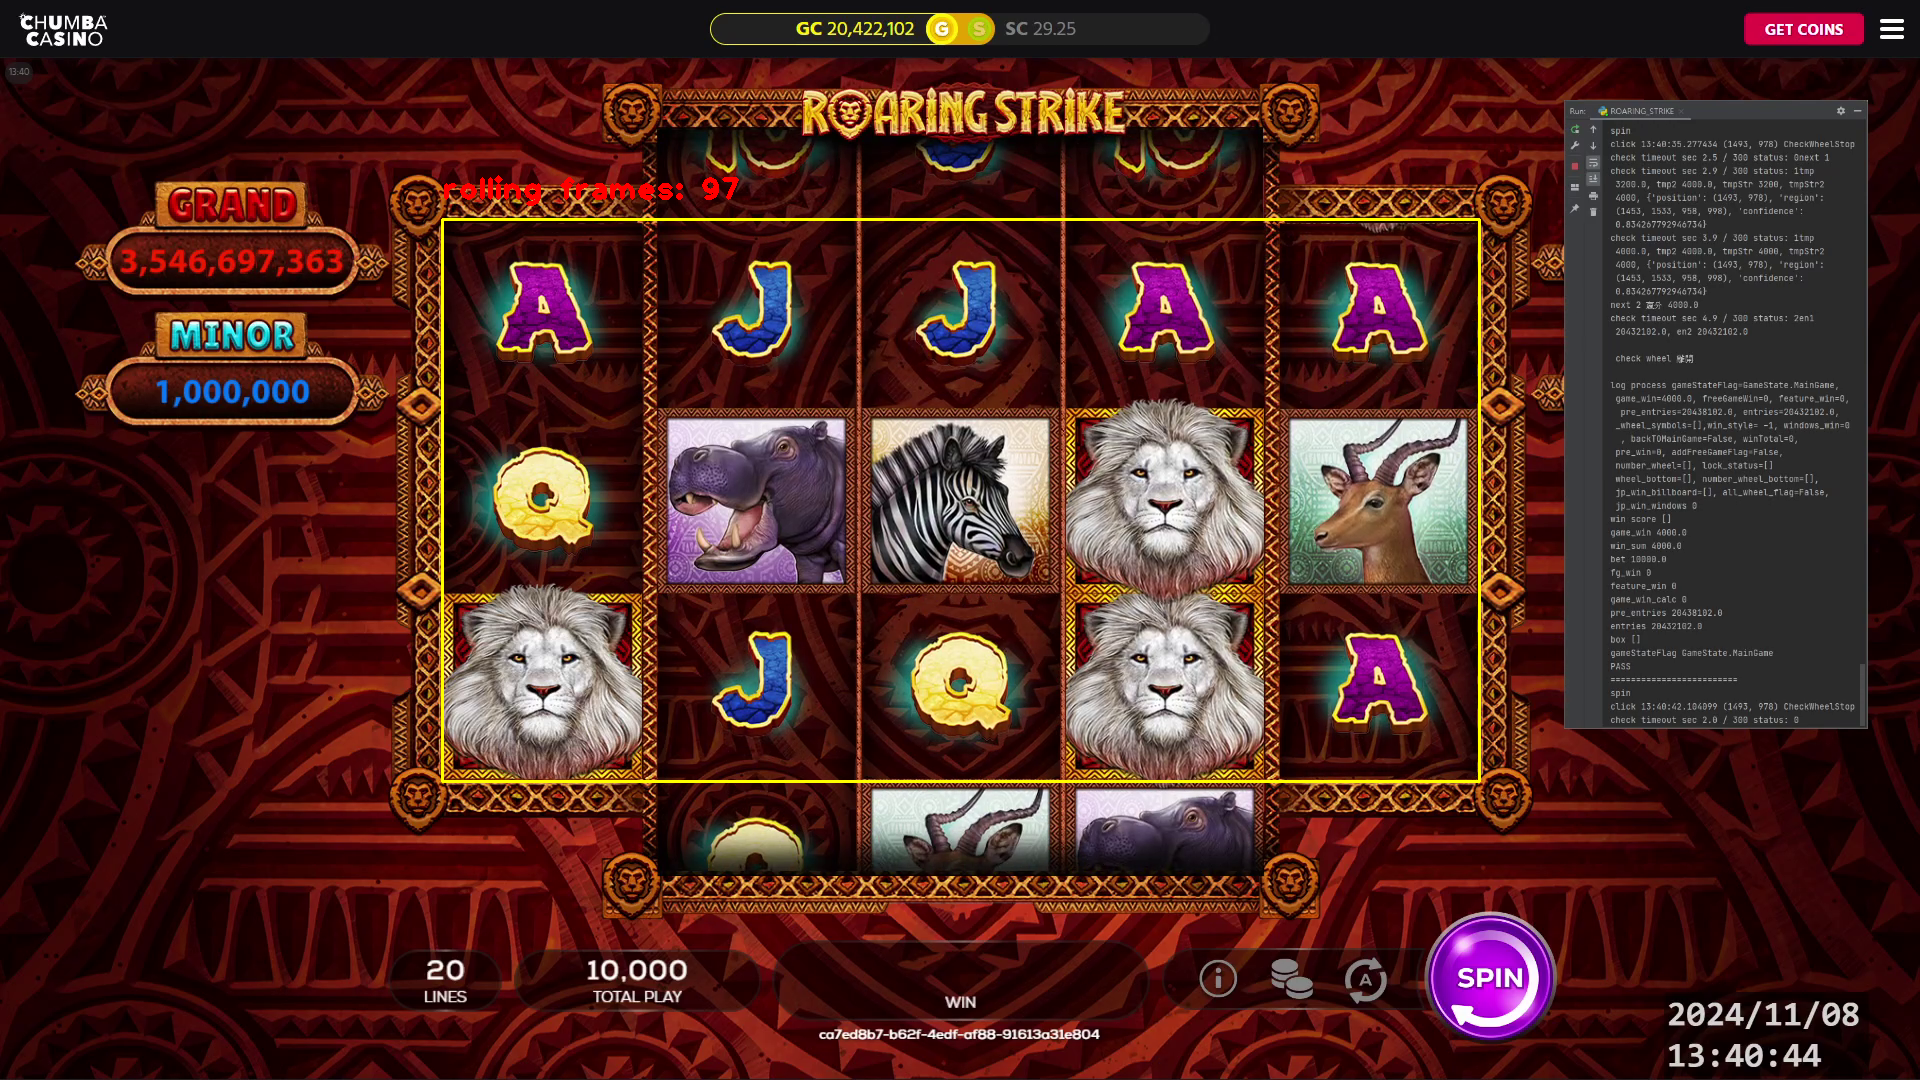 CHUMBA
CASINO
GC 20,422,102 G S SC 29.25
GET COINS
13:40
ROARING STRIKE
rolling frames: 97
GRAND
3,546,697,363
MINOR
1,000,000
A J J A A
Q
J Q A
20
LINES
10,000
TOTAL PLAY
WIN
ca7ed8b7-b62f-4edf-af88-91613a31e804
A
SPIN
2024/11/08
13:40:44
Run: ROARING_STRIKE
spin
click 13:40:35.277434 (1493, 978) CheckWheelStop
check timeout sec 2.5 / 300 status: 0next 1
check timeout sec 2.9 / 300 status: 1tmp
3200.0, tmp2 4000.0, tmpStr 3200, tmpStr2
4000, {'position': (1493, 978), 'region':
(1453, 1533, 958, 998), 'confidence':
0.834267792946734}
check timeout sec 3.9 / 300 status: 1tmp
4000.0, tmp2 4000.0, tmpStr 4000, tmpStr2
4000, {'position': (1493, 978), 'region':
(1453, 1533, 958, 998), 'confidence':
0.834267792946734}
next 2 贏分 4000.0
check timeout sec 4.9 / 300 status: 2en1
20432102.0, en2 20432102.0
check wheel
log process gameStateFlag=GameState.MainGame,
game_win=4000.0, freeGameWin=0, feature_win=0,
pre_entries=20438102.0, entries=20432102.0,
_wheel_symbols=[],win_style= -1, windows_win=0
, backTOMainGame=False, winTotal=0,
pre_win=0, addFreeGameFlag=False,
number_wheel=[], lock_status=[]
wheel_bottom=[], number_wheel_bottom=[],
jp_win_billboard=[], all_wheel_flag=False,
jp_win_windows 0
win score []
game_win 4000.0
win_sum 4000.0
bet 10000.0
fg_win 0
feature_win 0
game_win_calc 0
pre_entries 20438102.0
entries 20432102.0
box []
gameStateFlag GameState.MainGame
PASS
=========================
spin
click 13:40:42.104099 (1493, 978) CheckWheelStop
check timeout sec 2.0 / 300 status: 0